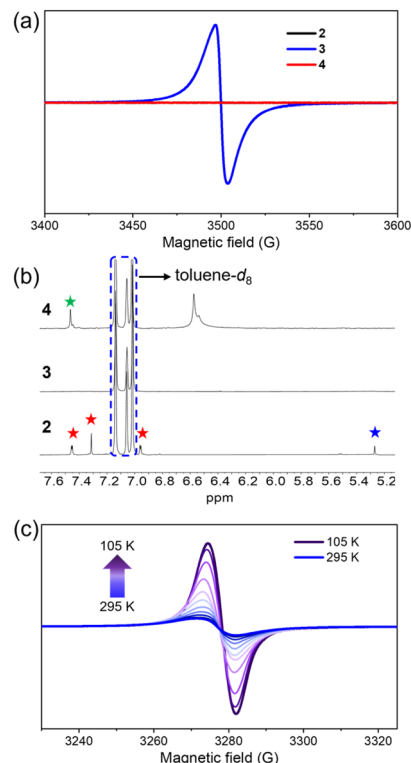 (a)
2
3
4
3400 3450 3500 3550 3600
Magnetic field (G)
(b)
toluene-d8
4
3
2
7.6 7.4 7.2 7.0 6.8 6.6 6.4 6.2 6.0 5.8 5.6 5.4 5.2
ppm
(c)
105 K
295 K
105 K
295 K
3240 3260 3280 3300 3320
Magnetic field (G)